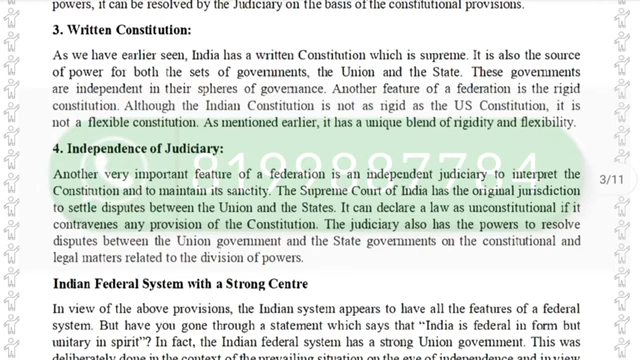 powers, it can be resolved by the Judiciary on the basis of the constitutional provisions.
3. Written Constitution:
As we have earlier seen, India has a written Constitution which is supreme. It is also the source
of power for both the sets of governments, the Union and the State. These governments
are independent in their spheres of governance. Another feature of a federation is the rigid
constitution. Although the Indian Constitution is not as rigid as the US Constitution, it is
not a flexible constitution. As mentioned earlier, it has a unique blend of rigidity and flexibility.
4. Independence of Judiciary:
8199887784
Another very important feature of a federation is an independent judiciary to interpret the
Constitution and to maintain its sanctity. The Supreme Court of India has the original jurisdiction
3/11
to settle disputes between the Union and the States. It can declare a law as unconstitutional if it
contravenes any provision of the Constitution. The judiciary also has the powers to resolve
disputes between the Union government and the State governments on the constitutional and
legal matters related to the division of powers.
Indian Federal System with a Strong Centre
In view of the above provisions, the Indian system appears to have all the features of a federal
system. But have you gone through a statement which says that “India is federal in form but
unitary in spirit”? In fact, the Indian federal system has a strong Union government. This was
deliberately done in the context of the prevailing situation on the eve of independence and in view